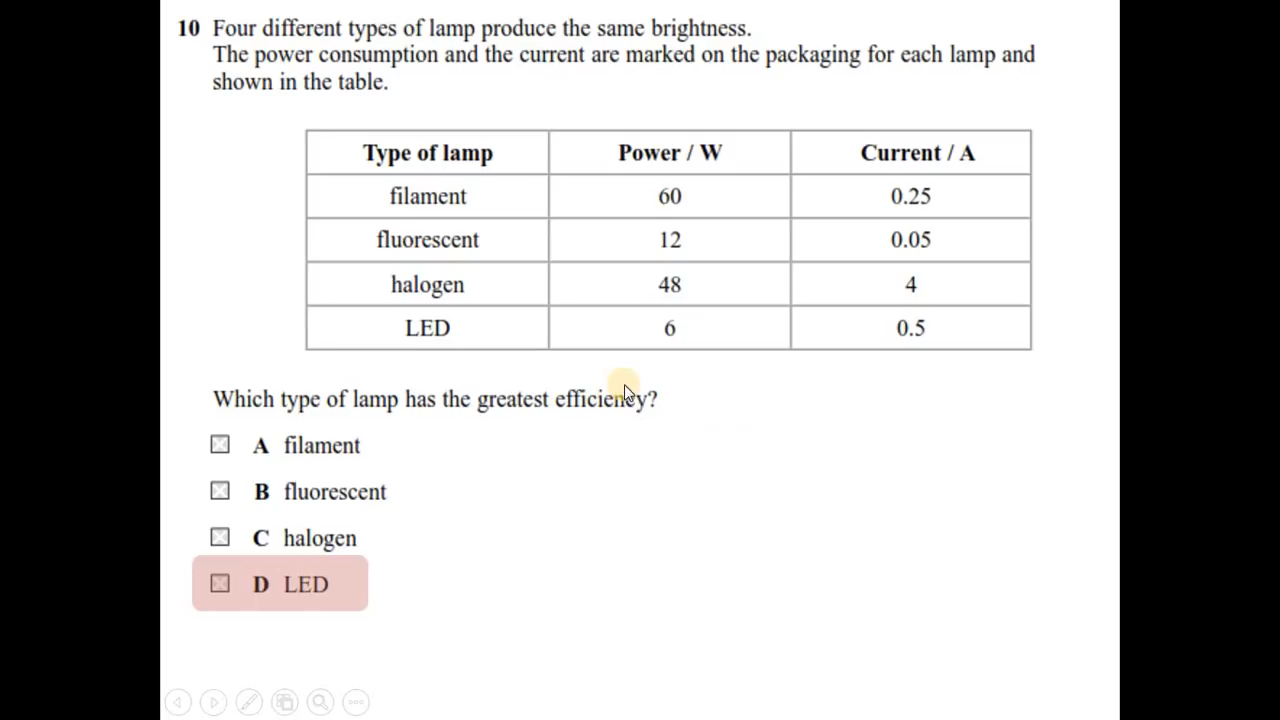 10 Four different types of lamp produce the same brightness.
The power consumption and the current are marked on the packaging for each lamp and
shown in the table.
Type of lamp Power / W Current / A
filament 60 0.25
fluorescent 12 0.05
halogen 48 4
LED 6 0.5
Which type of lamp has the greatest efficiency?
A filament
B fluorescent
C halogen
D LED